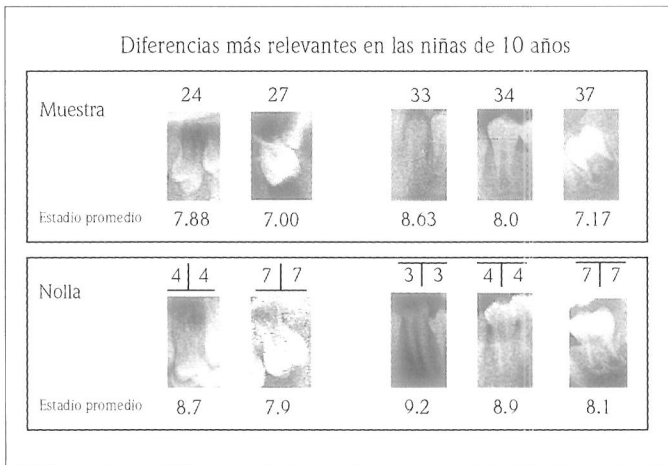 Diferencias más relevantes en las niñas de 10 años
Muestra
24 27 33 34 37
Estadio promedio 7.88 7.00 8.63 8.0 7.17
Nolla
4 4 7 7 3 3 4 4 7 7
Estadio promedio 8.7 7.9 9.2 8.9 8.1